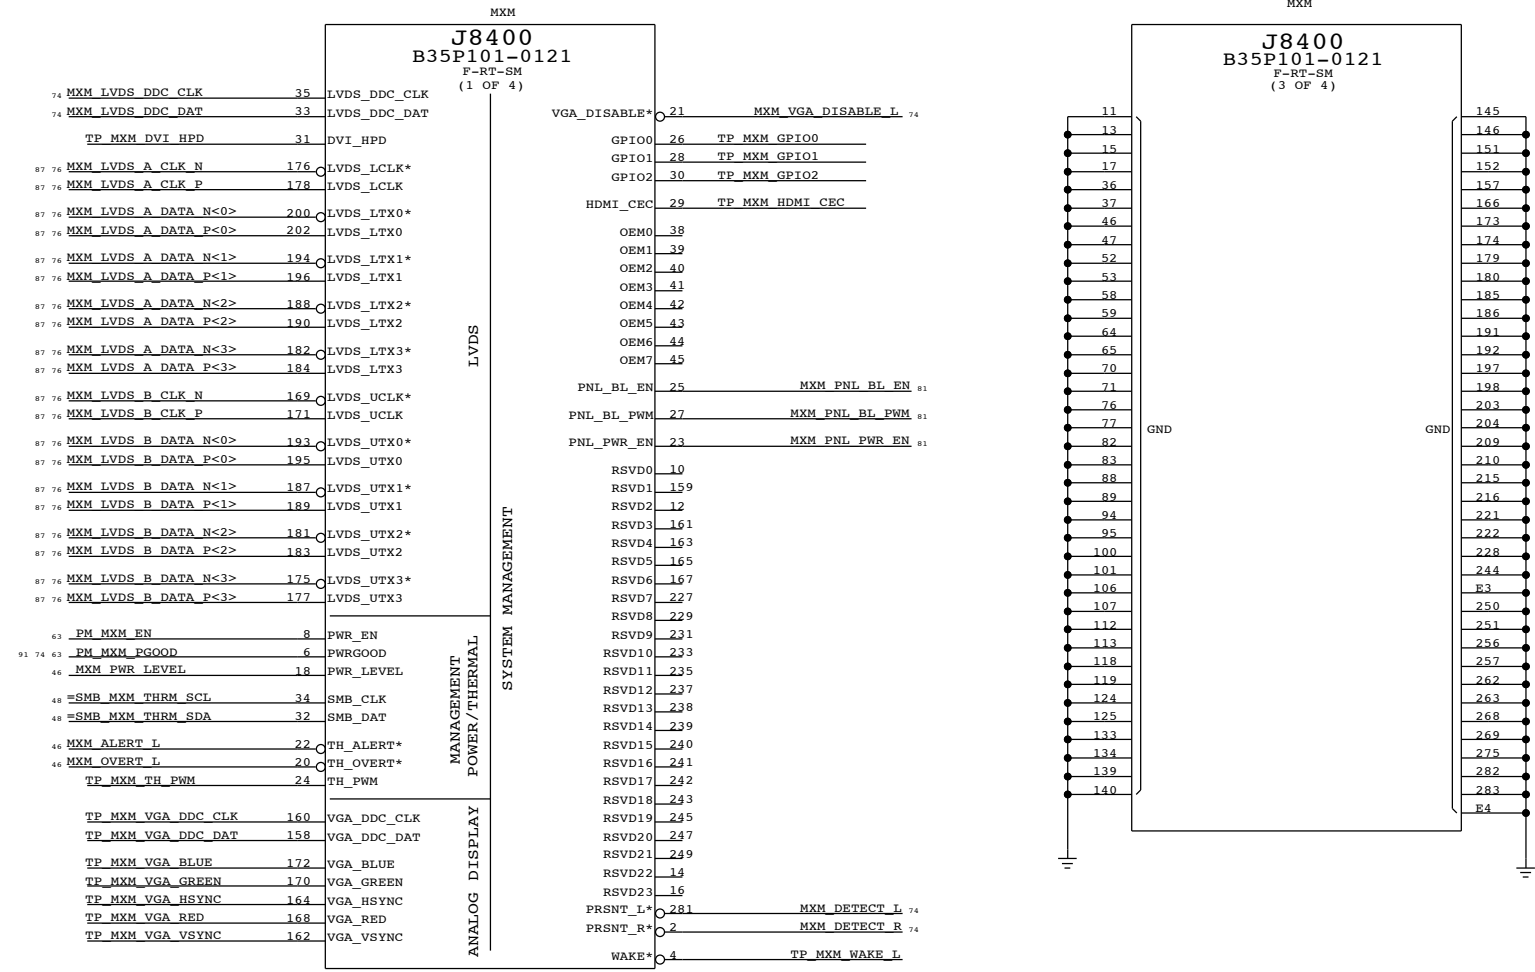 MXM
J8400
B35P101-0121
F-RT-SM
(1 OF 4)
74 MXM_LVDS_DDC_CLK 35 LVDS_DDC_CLK
74 MXM_LVDS_DDC_DAT 33 LVDS_DDC_DAT
TP_MXM_DVI_HPD 31 DVI_HPD
87 76 MXM_LVDS_A_CLK_N 176 LVDS_LCLK*
87 76 MXM_LVDS_A_CLK_P 178 LVDS_LCLK
87 76 MXM_LVDS_A_DATA_N<0> 200 LVDS_LTX0*
87 76 MXM_LVDS_A_DATA_P<0> 202 LVDS_LTX0
87 76 MXM_LVDS_A_DATA_N<1> 194 LVDS_LTX1*
87 76 MXM_LVDS_A_DATA_P<1> 196 LVDS_LTX1
87 76 MXM_LVDS_A_DATA_N<2> 188 LVDS_LTX2*
87 76 MXM_LVDS_A_DATA_P<2> 190 LVDS_LTX2
87 76 MXM_LVDS_A_DATA_N<3> 182 LVDS_LTX3*
87 76 MXM_LVDS_A_DATA_P<3> 184 LVDS_LTX3
87 76 MXM_LVDS_B_CLK_N 169 LVDS_UCLK*
87 76 MXM_LVDS_B_CLK_P 171 LVDS_UCLK
87 76 MXM_LVDS_B_DATA_N<0> 193 LVDS_UTX0*
87 76 MXM_LVDS_B_DATA_P<0> 195 LVDS_UTX0
87 76 MXM_LVDS_B_DATA_N<1> 187 LVDS_UTX1*
87 76 MXM_LVDS_B_DATA_P<1> 189 LVDS_UTX1
87 76 MXM_LVDS_B_DATA_N<2> 181 LVDS_UTX2*
87 76 MXM_LVDS_B_DATA_P<2> 183 LVDS_UTX2
87 76 MXM_LVDS_B_DATA_N<3> 175 LVDS_UTX3*
87 76 MXM_LVDS_B_DATA_P<3> 177 LVDS_UTX3
63 PM_MXM_EN 8 PWR_EN
91 74 63 PM_MXM_PGOOD 6 PWRGOOD
46 MXM_PWR_LEVEL 18 PWR_LEVEL
48 =SMB_MXM_THRM_SCL 34 SMB_CLK
48 =SMB_MXM_THRM_SDA 32 SMB_DAT
46 MXM_ALERT_L 22 TH_ALERT*
46 MXM_OVERT_L 20 TH_OVERT*
TP_MXM_TH_PWM 24 TH_PWM
TP_MXM_VGA_DDC_CLK 160 VGA_DDC_CLK
TP_MXM_VGA_DDC_DAT 158 VGA_DDC_DAT
TP_MXM_VGA_BLUE 172 VGA_BLUE
TP_MXM_VGA_GREEN 170 VGA_GREEN
TP_MXM_VGA_HSYNC 164 VGA_HSYNC
TP_MXM_VGA_RED 168 VGA_RED
TP_MXM_VGA_VSYNC 162 VGA_VSYNC
LVDS
MANAGEMENT
POWER/THERMAL
ANALOG DISPLAY
SYSTEM MANAGEMENT
VGA_DISABLE* 21 MXM_VGA_DISABLE_L 74
GPIO0 26 TP_MXM_GPIO0
GPIO1 28 TP_MXM_GPIO1
GPIO2 30 TP_MXM_GPIO2
HDMI_CEC 29 TP_MXM_HDMI_CEC
OEM0 38
OEM1 39
OEM2 40
OEM3 41
OEM4 42
OEM5 43
OEM6 44
OEM7 45
PNL_BL_EN 25 MXM_PNL_BL_EN 81
PNL_BL_PWM 27 MXM_PNL_BL_PWM 81
PNL_PWR_EN 23 MXM_PNL_PWR_EN 81
RSVD0 10
RSVD1 159
RSVD2 12
RSVD3 161
RSVD4 163
RSVD5 165
RSVD6 167
RSVD7 227
RSVD8 229
RSVD9 231
RSVD10 233
RSVD11 235
RSVD12 237
RSVD13 238
RSVD14 239
RSVD15 240
RSVD16 241
RSVD17 242
RSVD18 243
RSVD19 245
RSVD20 247
RSVD21 249
RSVD22 14
RSVD23 16
PRSNT_L* 281 MXM_DETECT_L 74
PRSNT_R* 2 MXM_DETECT_R 74
WAKE* 4 TP_MXM_WAKE_L
MXM
J8400
B35P101-0121
F-RT-SM
(3 OF 4)
11 145
13 146
15 151
17 152
36 157
37 166
46 173
47 174
52 179
53 180
58 185
59 186
64 191
65 192
70 197
71 198
76 203
77 204
GND GND
82 209
83 210
88 215
89 216
94 221
95 222
100 228
101 244
106 E3
107 250
112 251
113 256
118 257
119 262
124 263
125 268
133 269
134 275
139 282
140 283
E4